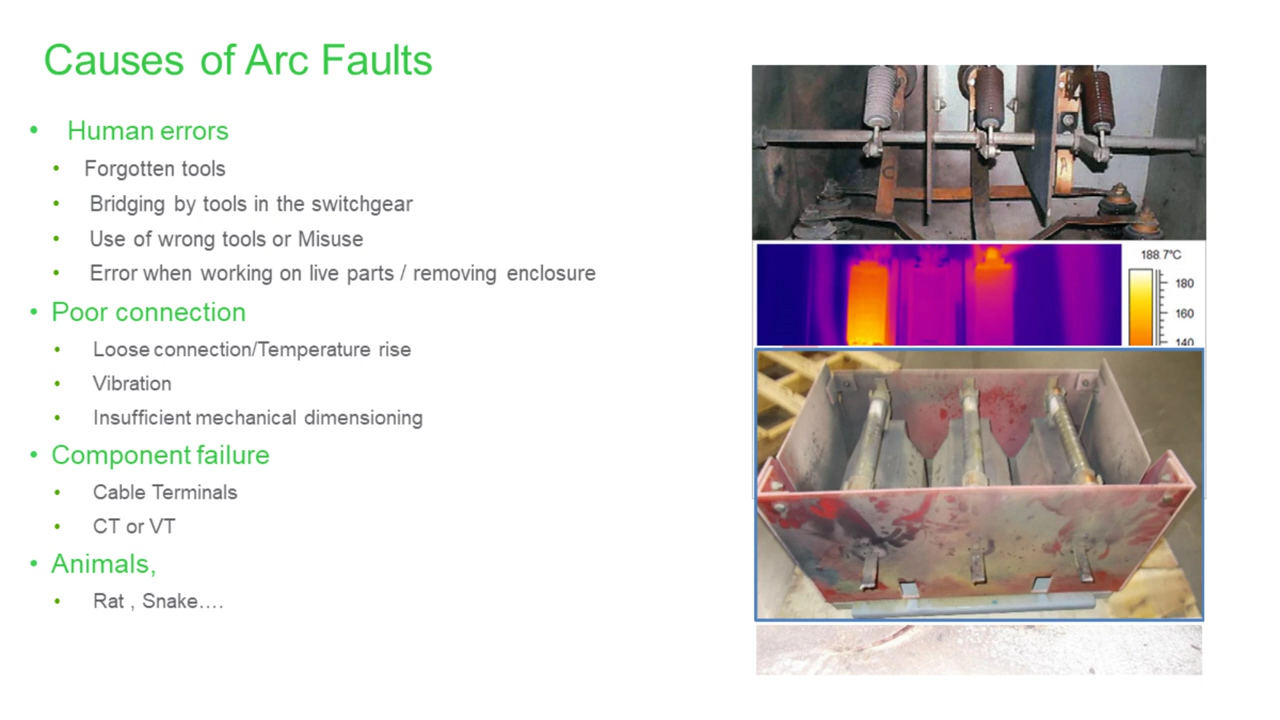 Causes of Arc Faults
• Human errors
• Forgotten tools
• Bridging by tools in the switchgear
• Use of wrong tools or Misuse
• Error when working on live parts / removing enclosure
• Poor connection
• Loose connection/Temperature rise
• Vibration
• Insufficient mechanical dimensioning
• Component failure
• Cable Terminals
• CT or VT
• Animals,
• Rat , Snake….
C
A
188.7°C
180
160
140